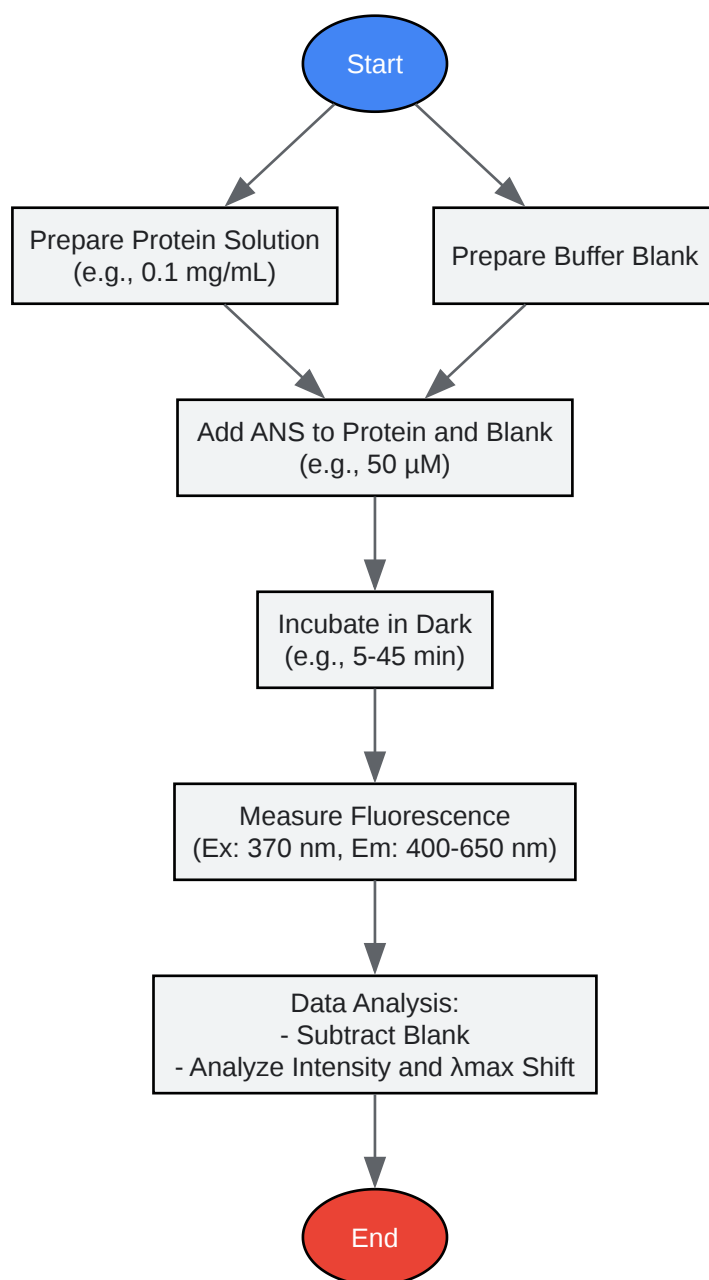 Start
Prepare Protein Solution
(e.g., 0.1 mg/mL)
Prepare Buffer Blank
Add ANS to Protein and Blank
(e.g., 50 µM)
Incubate in Dark
(e.g., 5-45 min)
Measure Fluorescence
(Ex: 370 nm, Em: 400-650 nm)
Data Analysis:
- Subtract Blank
- Analyze Intensity and λmax Shift
End